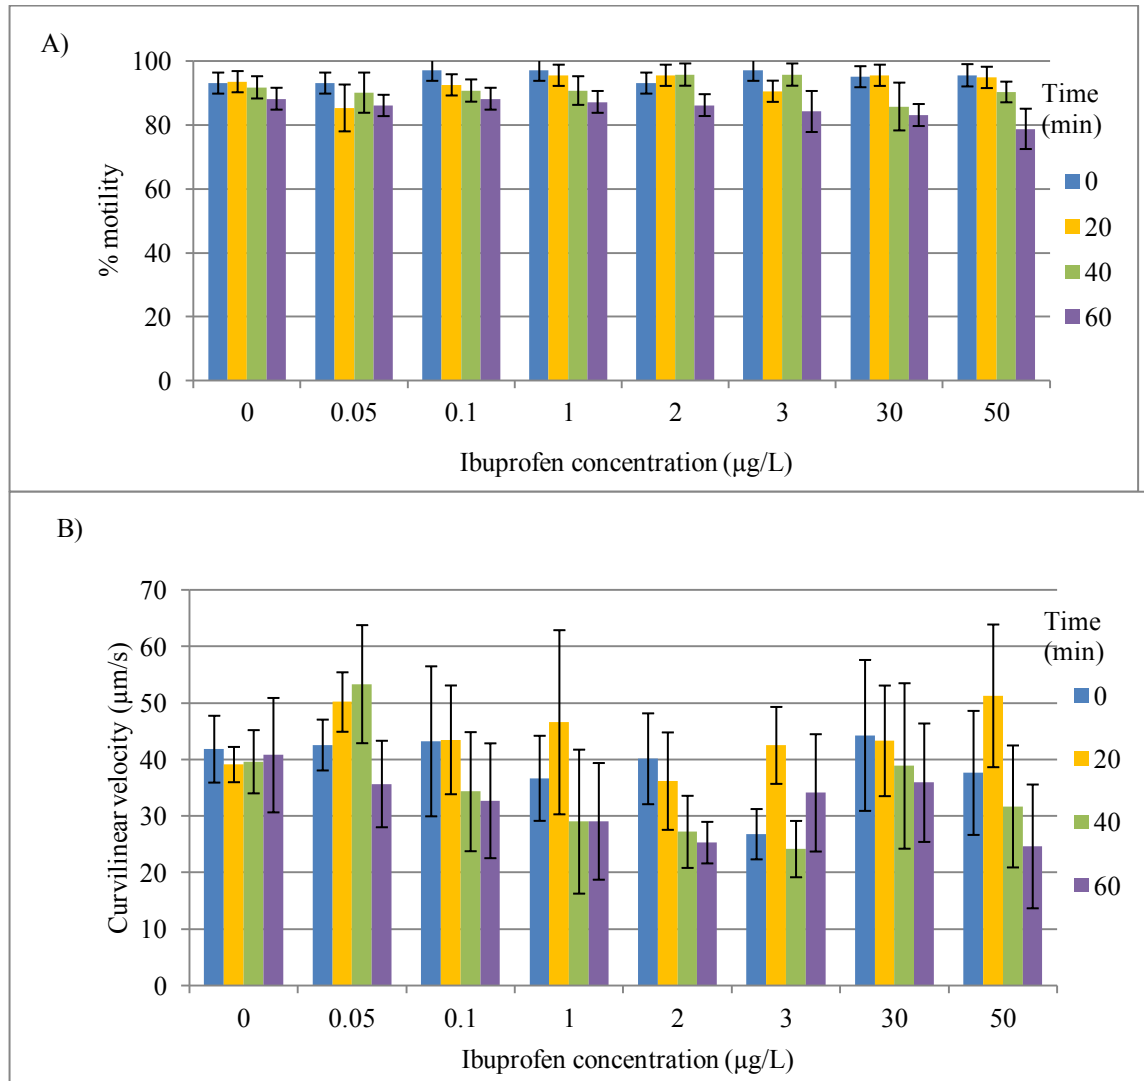 A)
100
80
60
40
20
0
% motility
0 0.05 0.1 1 2 3 30 50
Ibuprofen concentration (µg/L)
Time
(min)
0
20
40
60
B)
70
60
50
40
30
20
10
0
Curvilinear velocity (µm/s)
0 0.05 0.1 1 2 3 30 50
Ibuprofen concentration (µg/L)
Time
(min)
0
20
40
60